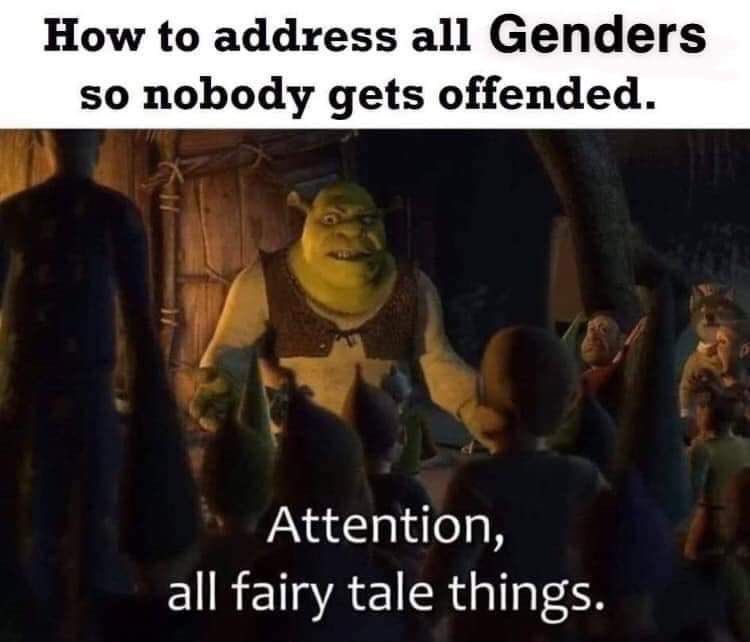 How to address all Genders
so nobody gets offended.
Attention,
all fairy tale things.